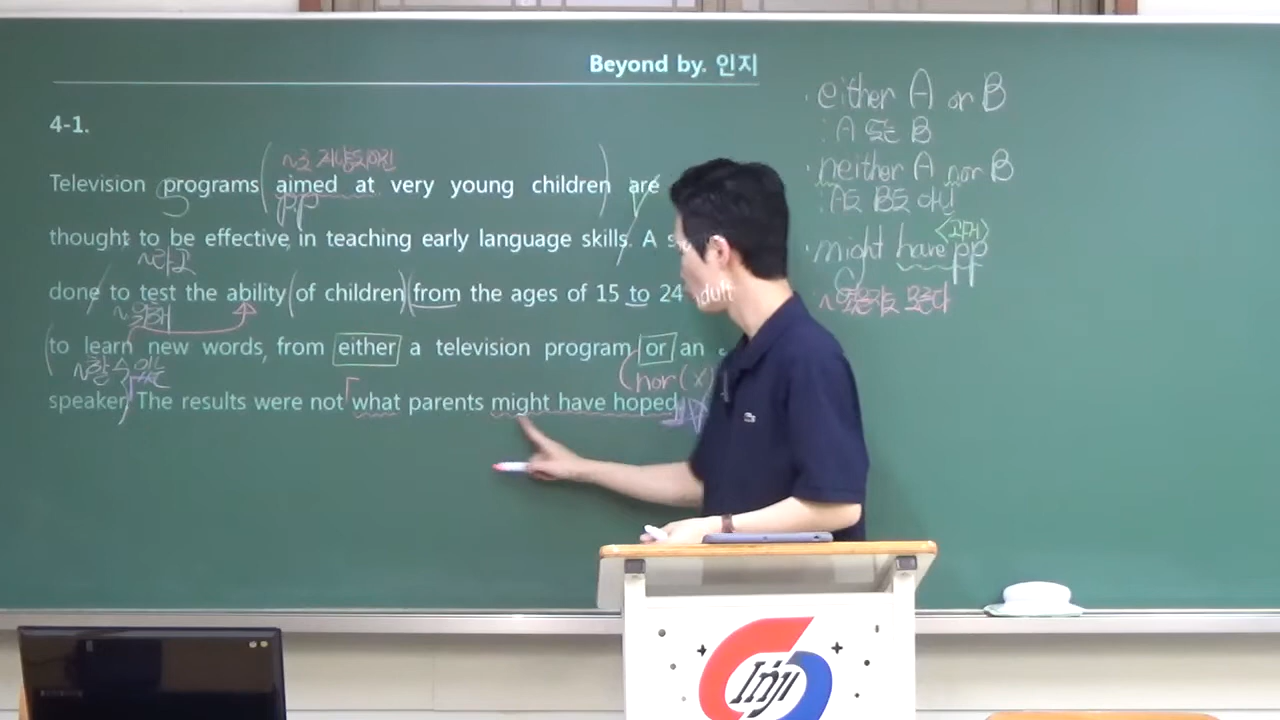 Beyond by. 인지
4-1.
~로 지향되어진
Television programs (aimed at very young children) are
pp
thought to be effective in teaching early language skills. A s
~라고
done to test the ability (of children) (from the ages of 15 to 24
~위해
(to learn new words, from either a television program or an
~할 수 있는
nor (X)
speaker. The results were not what parents might have hoped
· either A or B
: A 또는 B
· neither A nor B
: A도 B도 아닌
<과거>
· might have pp
~했을지도 모른다
Inji